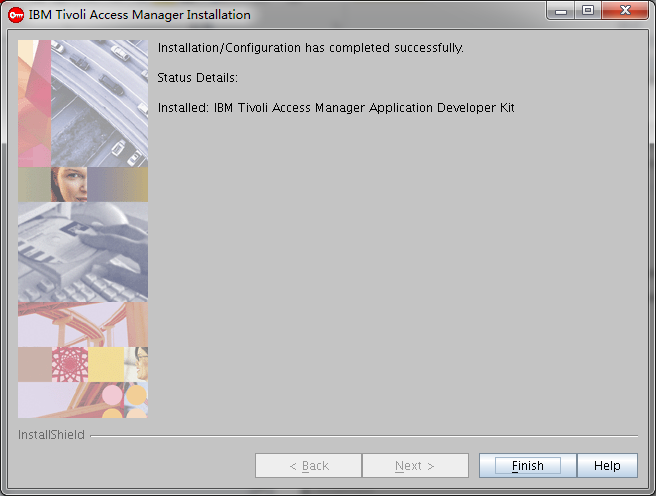 IBM Tivoli Access Manager Installation
Installation/Configuration has completed successfully.
Status Details:
Installed: IBM Tivoli Access Manager Application Developer Kit
InstallShield
< Back
Next >
Finish
Help